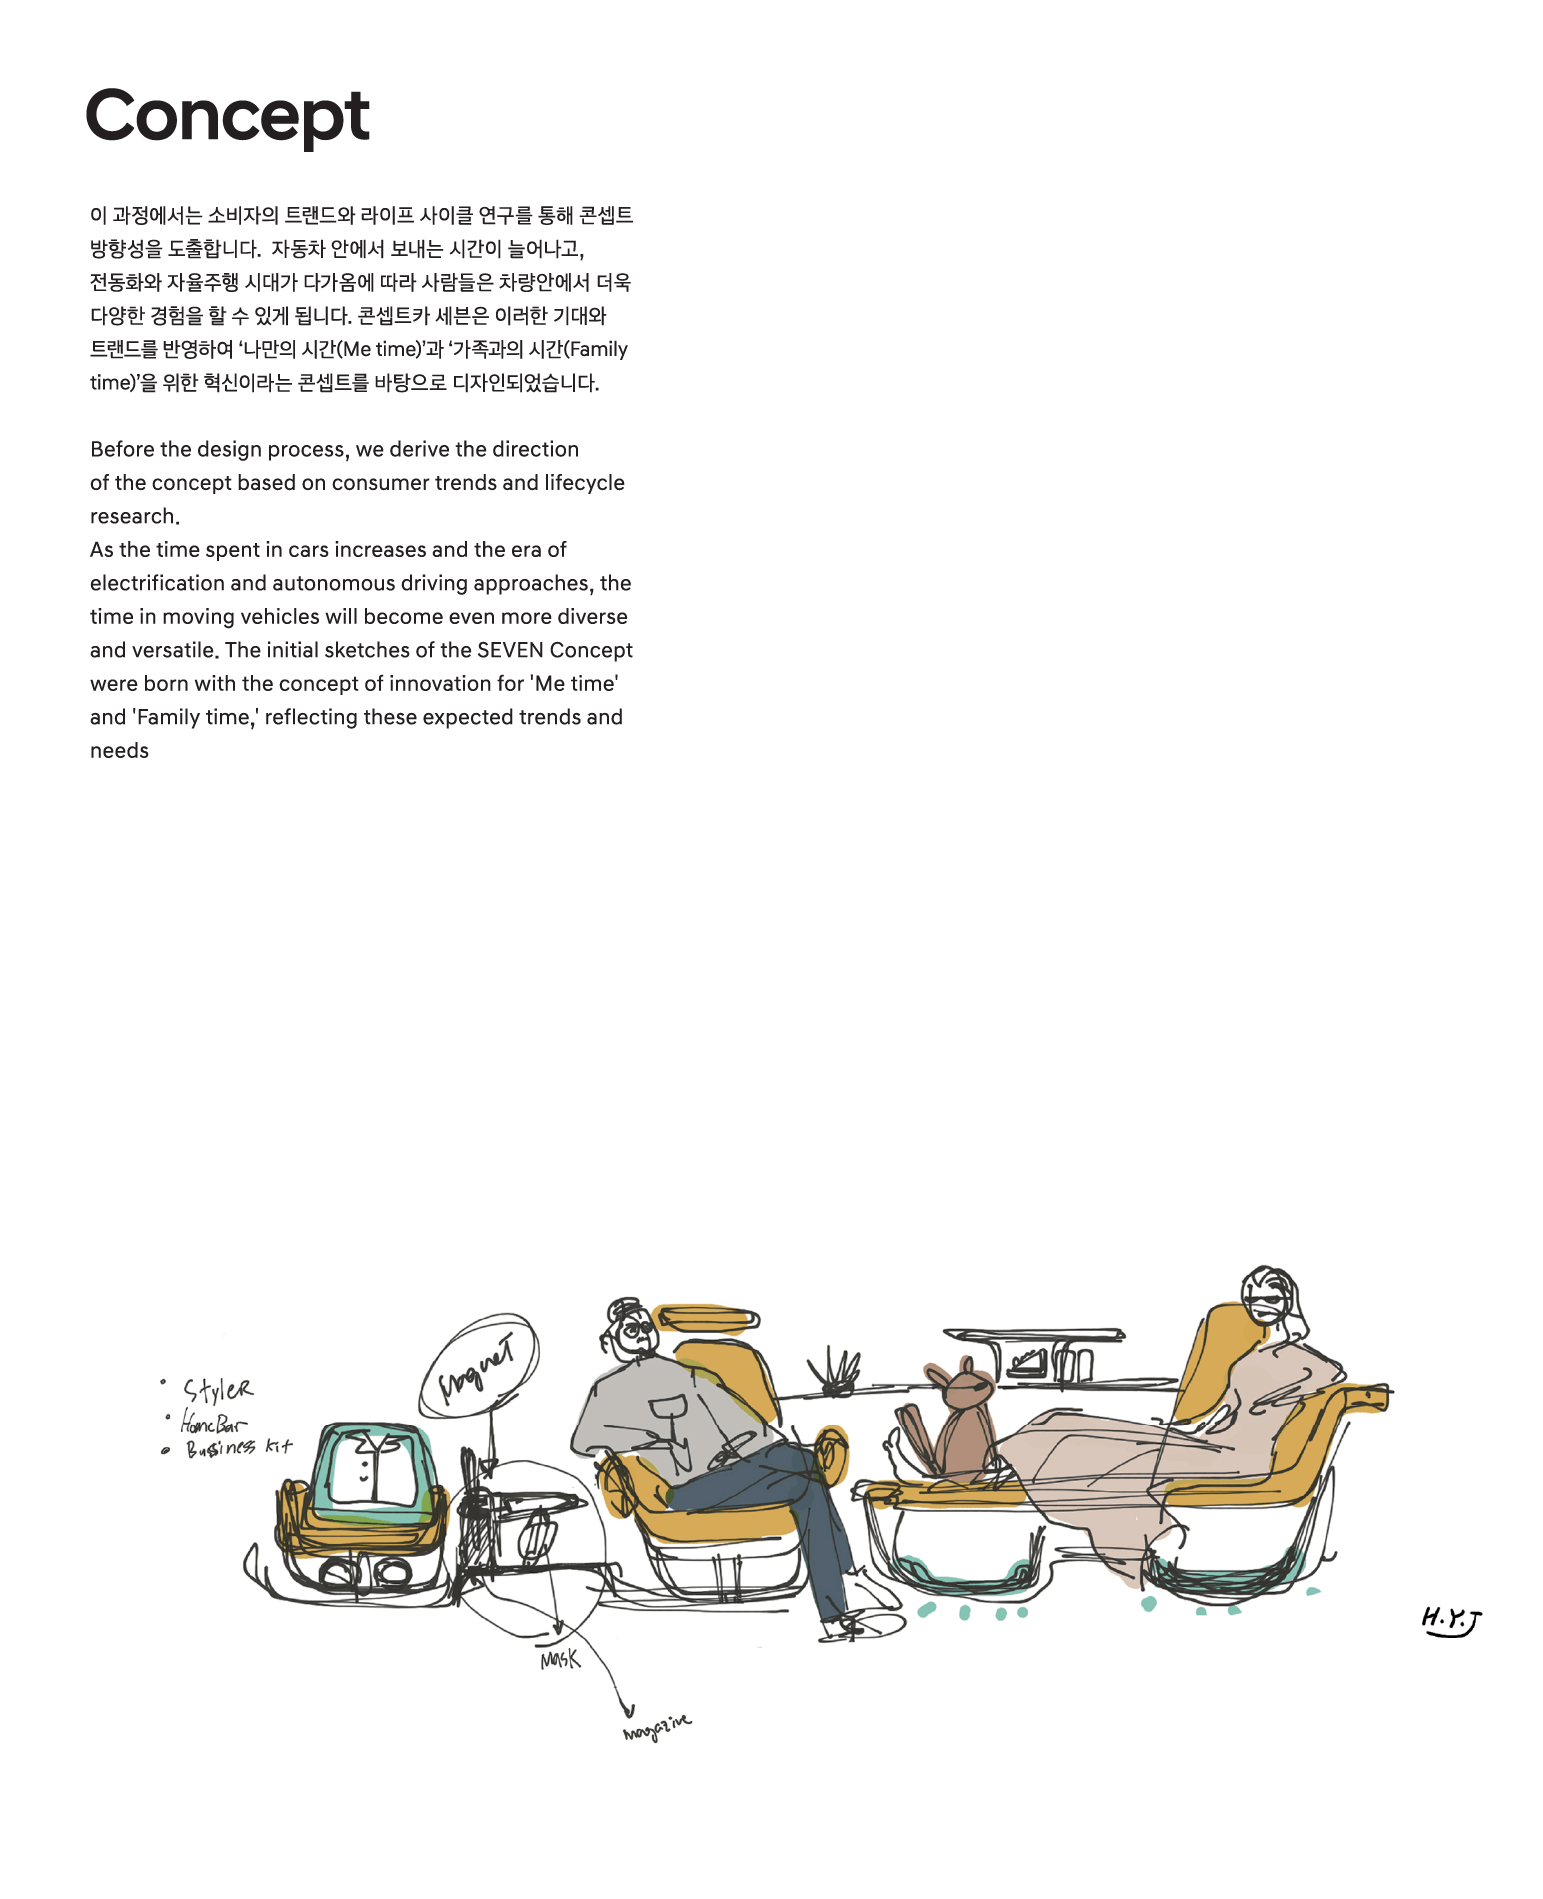 Concept
이 과정에서는 소비자의 트랜드와 라이프 사이클 연구를 통해 콘셉트
방향성을 도출합니다. 자동차 안에서 보내는 시간이 늘어나고,
전동화와 자율주행 시대가 다가옴에 따라 사람들은 차량안에서 더욱
다양한 경험을 할 수 있게 됩니다. 콘셉트카 세븐은 이러한 기대와
트랜드를 반영하여 ‘나만의 시간(Me time)’과 ‘가족과의 시간(Family
time)’을 위한 혁신이라는 콘셉트를 바탕으로 디자인되었습니다.
Before the design process, we derive the direction
of the concept based on consumer trends and lifecycle
research.
As the time spent in cars increases and the era of
electrification and autonomous driving approaches, the
time in moving vehicles will become even more diverse
and versatile. The initial sketches of the SEVEN Concept
were born with the concept of innovation for 'Me time'
and 'Family time,' reflecting these expected trends and
needs
Magnet
• StyleR
• HomeBar
• Bussiness Kit
Mask
magazine
H.Y.J